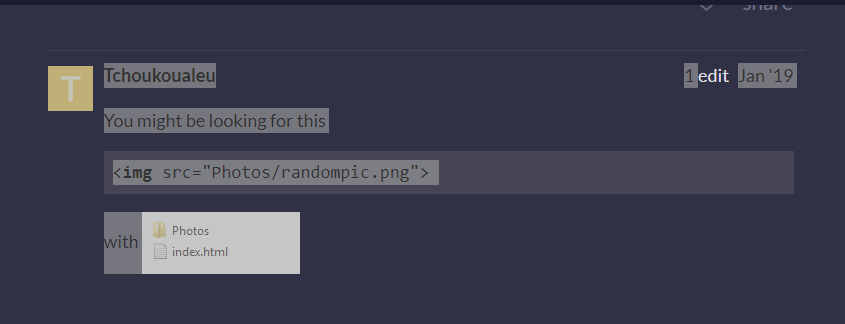 share
T
Tchoukoualeu
1 edit Jan '19
You might be looking for this
<img src="Photos/randompic.png">
with
Photos
index.html